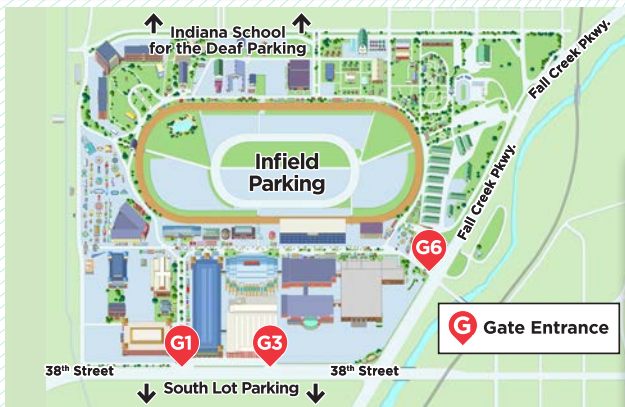 Indiana School
for the Deaf Parking
Fall Creek Pkwy.
Infield
Parking
Fall Creek Pkwy.
G6
G Gate Entrance
G1
G3
38th Street
38th Street
South Lot Parking